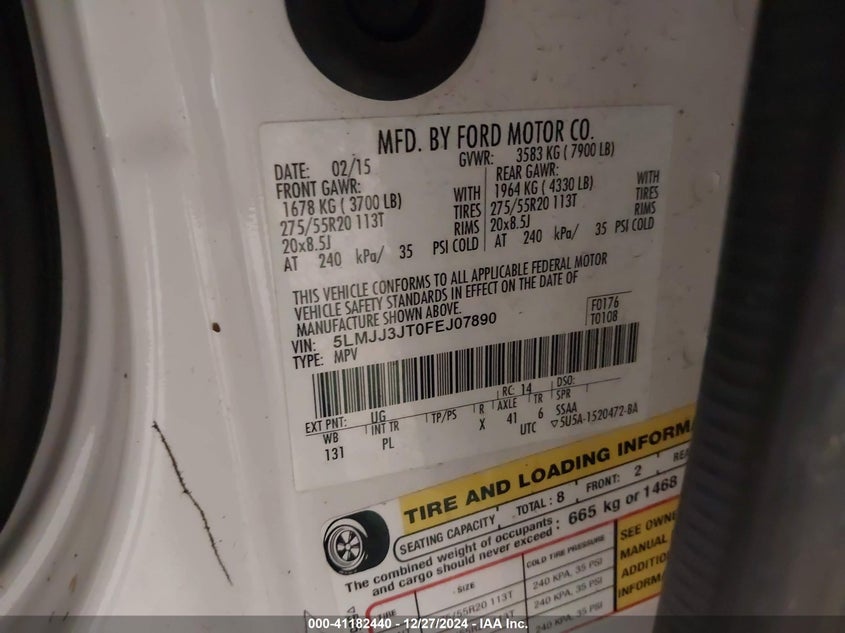 MFD. BY FORD MOTOR CO.
DATE: 02/15 GVWR: 3583 KG ( 7900 LB)
FRONT GAWR: REAR GAWR:
1678 KG ( 3700 LB) WITH 1964 KG ( 4330 LB) WITH
275/55R20 113T TIRES 275/55R20 113T TIRES
20x8.5J RIMS 20x8.5J RIMS
AT 240 kPa/ 35 PSI COLD AT 240 kPa/ 35 PSI COLD
THIS VEHICLE CONFORMS TO ALL APPLICABLE FEDERAL MOTOR
VEHICLE SAFETY STANDARDS IN EFFECT ON THE DATE OF
MANUFACTURE SHOWN ABOVE.
VIN: 5LMJJ3JT0FEJ07890 F0176
TYPE: MPV T0108
EXT PNT: UG RC: 14 DSO:
WB INT TR TP/PS R AXLE TR SPR
131 PL X 41 6 SSAA
UTC ▽5U5A-1520472-BA
TIRE AND LOADING INFORMA
SEATING CAPACITY TOTAL: 8 FRONT: 2 REA
The combined weight of occupants
and cargo should never exceed : 665 kg or 1468
SIZE COLD TIRE PRESSURE SEE OWNE
55R20 113T 240 KPA, 35 PSI MANUAL
240 KPA, 35 PSI ADDITIO
240 KPA, 35 PSI INFORMA
000-41182440 - 12/27/2024 - IAA Inc.